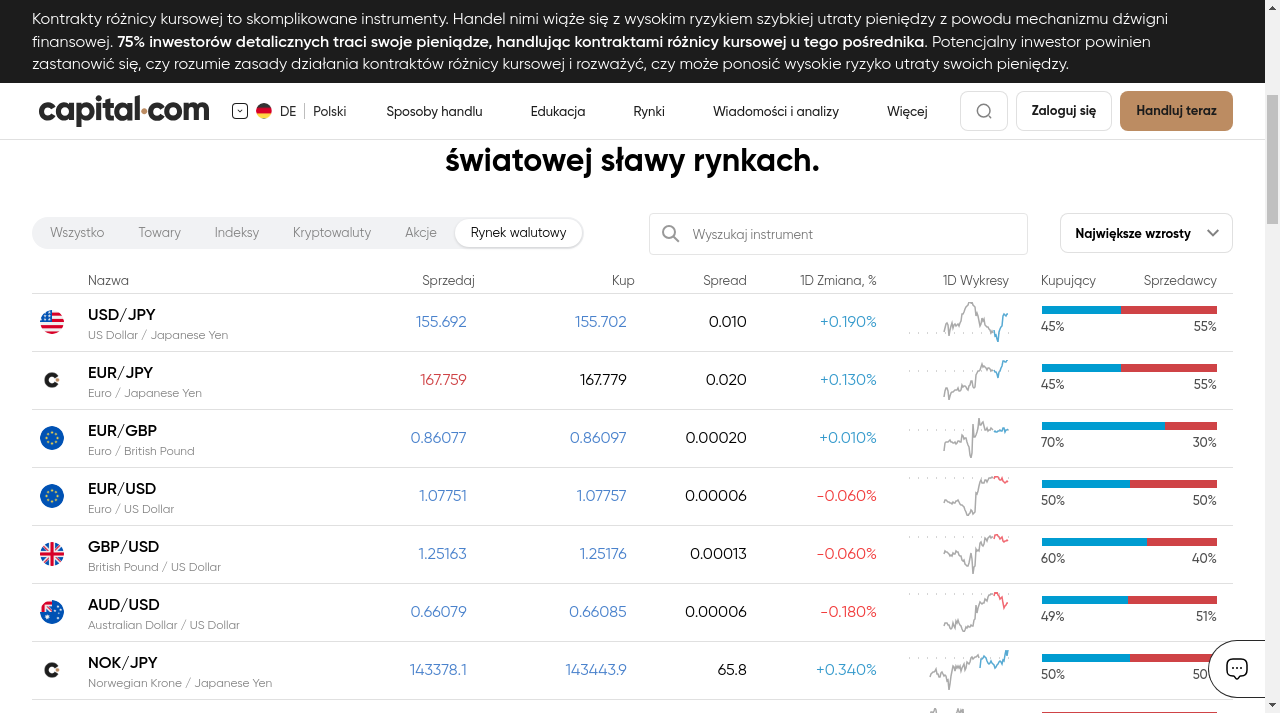 Kontrakty różnicy kursowej to skomplikowane instrumenty. Handel nimi wiąże się z wysokim ryzykiem szybkiej utraty pieniędzy z powodu mechanizmu dźwigni
finansowej. 75% inwestorów detalicznych traci swoje pieniądze, handlując kontraktami różnicy kursowej u tego pośrednika. Potencjalny inwestor powinien
zastanowić się, czy rozumie zasady działania kontraktów różnicy kursowej i rozważyć, czy może ponosić wysokie ryzyko utraty swoich pieniędzy.
capital.com DE Polski Sposoby handlu Edukacja Rynki Wiadomości i analizy Więcej Zaloguj się Handluj teraz
światowej sławy rynkach.
Wszystko Towary Indeksy Kryptowaluty Akcje Rynek walutowy Wyszukaj instrument Największe wzrosty
Nazwa Sprzedaj Kup Spread 1D Zmiana, % 1D Wykresy Kupujący Sprzedawcy
USD/JPY 155.692 155.702 0.010 +0.190% 45% 55%
US Dollar / Japanese Yen
EUR/JPY 167.759 167.779 0.020 +0.130% 45% 55%
Euro / Japanese Yen
EUR/GBP 0.86077 0.86097 0.00020 +0.010% 70% 30%
Euro / British Pound
EUR/USD 1.07751 1.07757 0.00006 -0.060% 50% 50%
Euro / US Dollar
GBP/USD 1.25163 1.25176 0.00013 -0.060% 60% 40%
British Pound / US Dollar
AUD/USD 0.66079 0.66085 0.00006 -0.180% 49% 51%
Australian Dollar / US Dollar
NOK/JPY 143378.1 143443.9 65.8 +0.340% 50% 50
Norwegian Krone / Japanese Yen